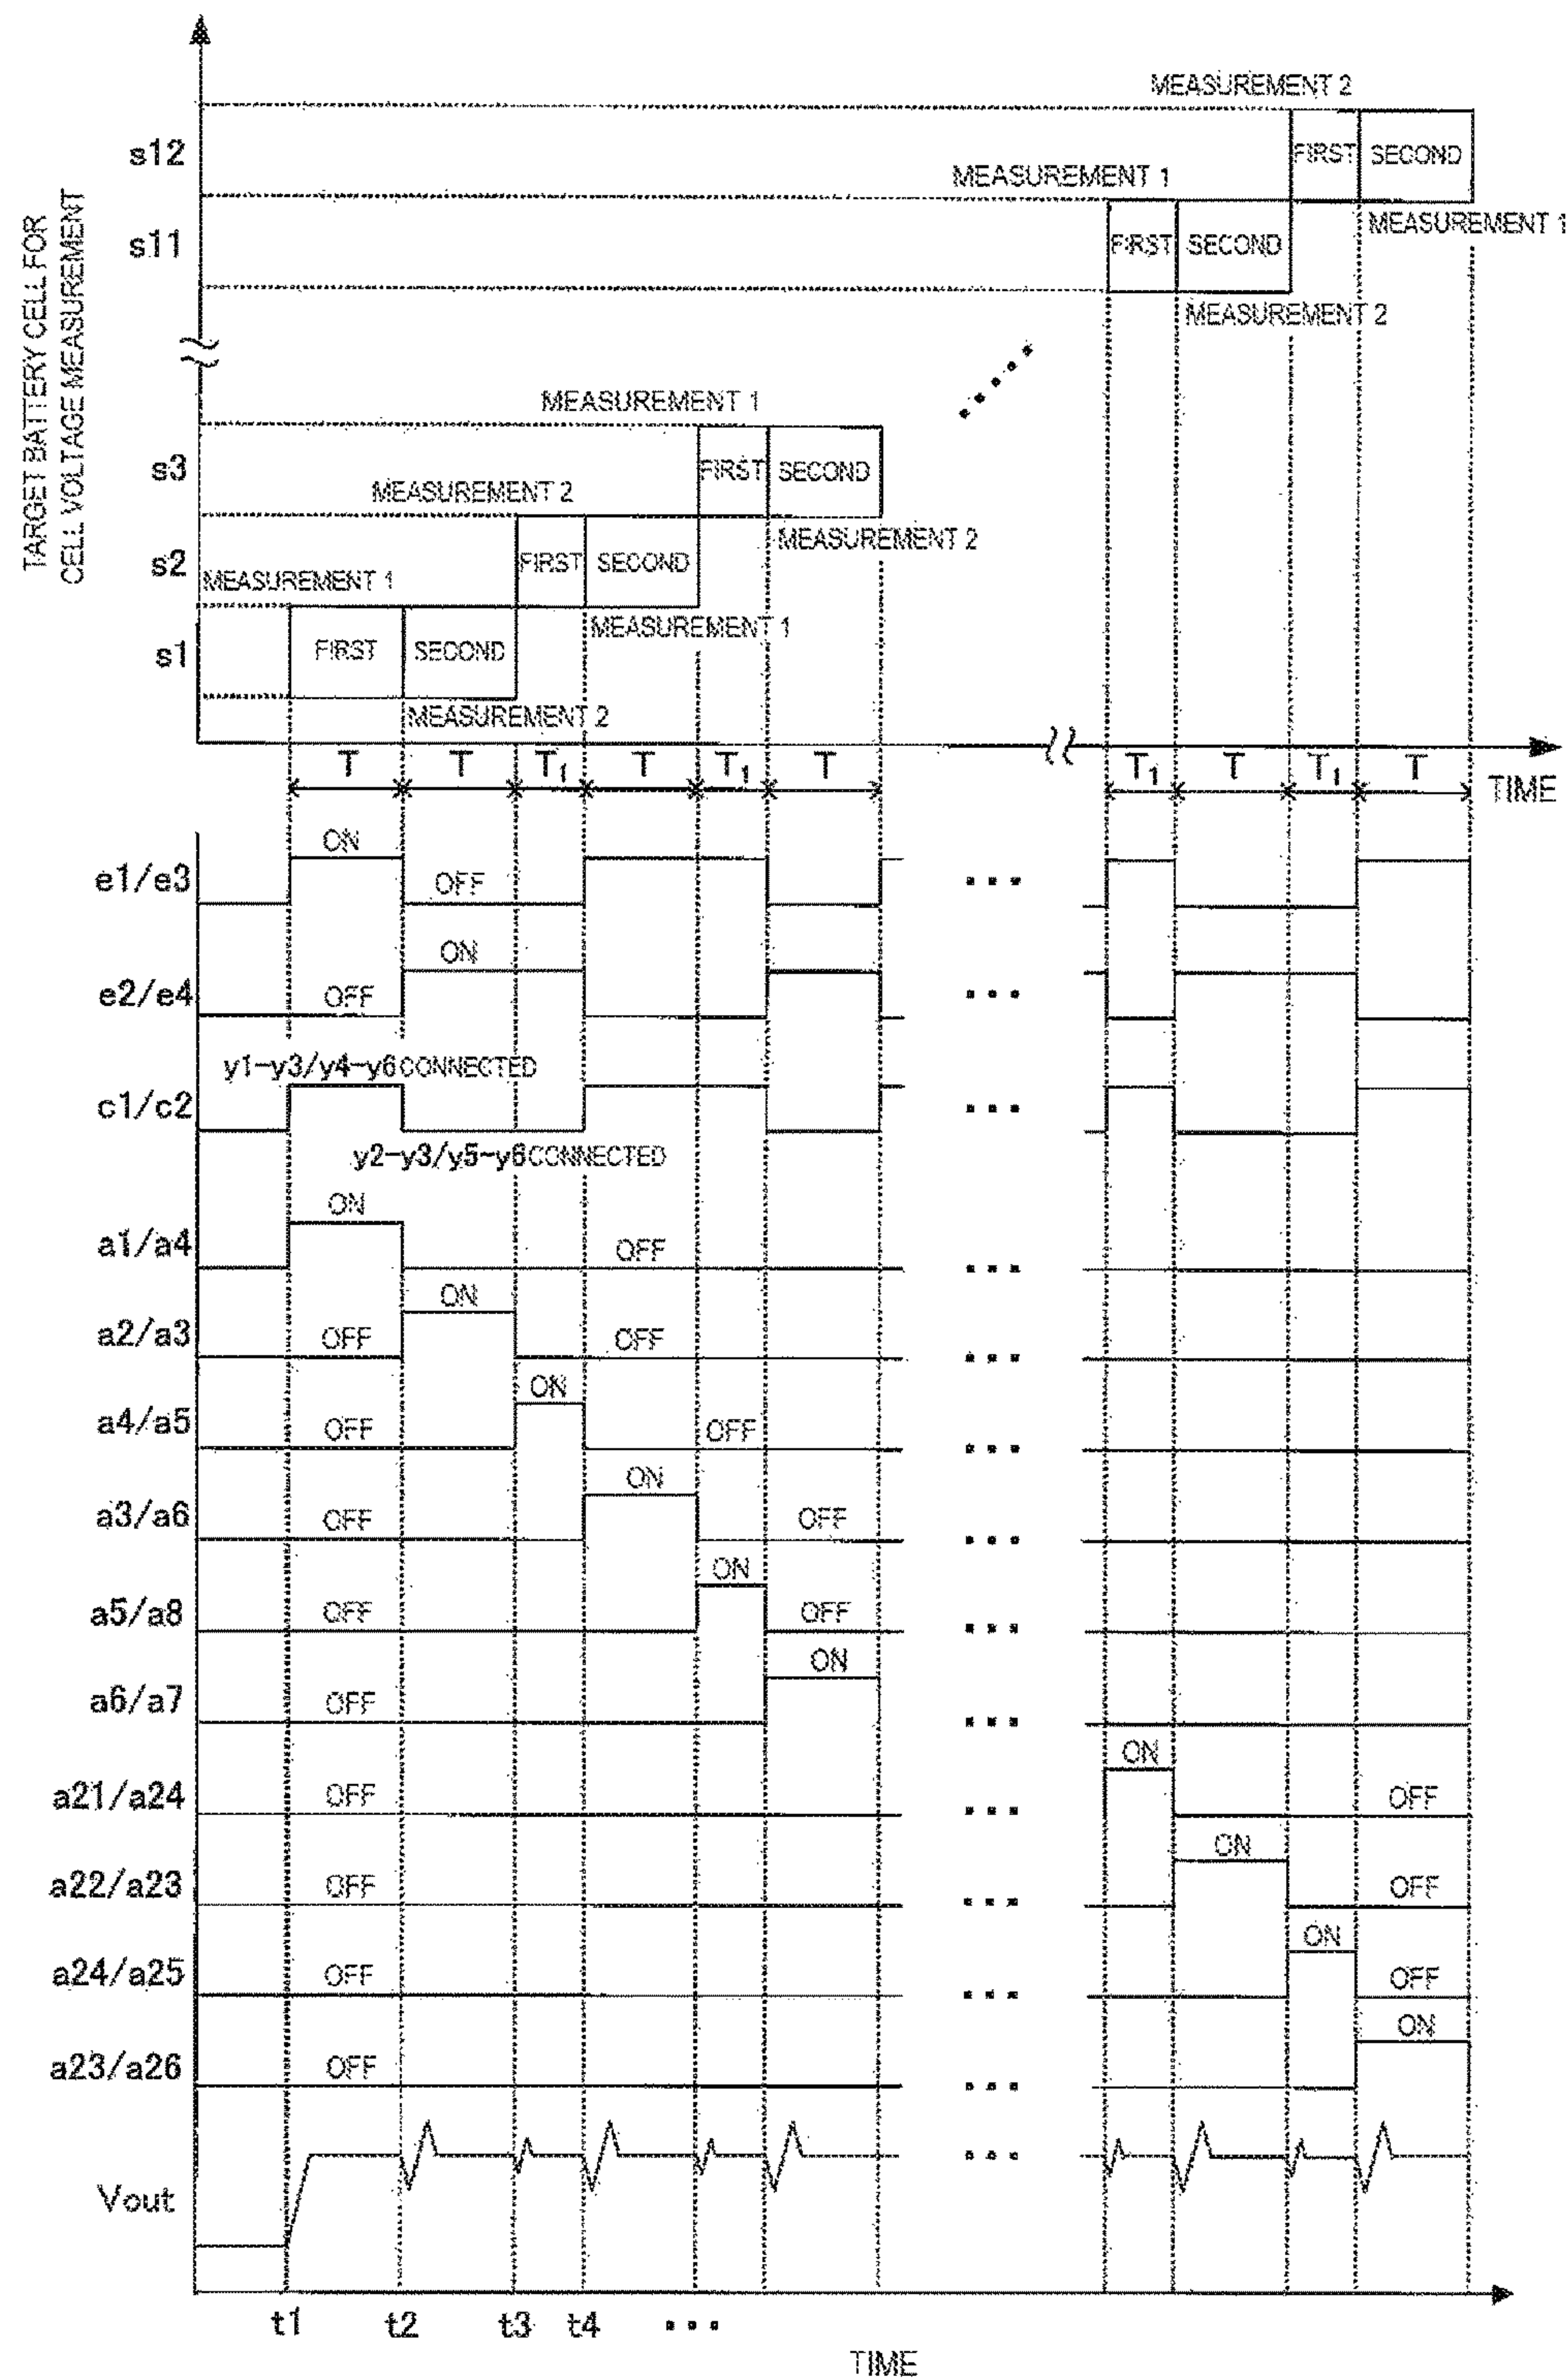 TARGET BATTERY CELL FOR
CELL VOLTAGE MEASUREMENT
MEASUREMENT 2
s12
FIRST
SECOND
MEASUREMENT 1
MEASUREMENT 1
s11
FIRST
SECOND
MEASUREMENT 2
MEASUREMENT 1
s3
FIRST
SECOND
MEASUREMENT 2
MEASUREMENT 2
s2
FIRST
SECOND
MEASUREMENT 1
MEASUREMENT 1
s1
FIRST
SECOND
MEASUREMENT 2
T T T1 T T1 T T1 T T1 T
TIME
ON
e1/e3
OFF
ON
e2/e4
OFF
y1-y3/y4-y6 CONNECTED
c1/c2
y2-y3/y5-y6 CONNECTED
ON
a1/a4
OFF
ON
a2/a3
OFF
OFF
ON
a4/a5
OFF
OFF
ON
a3/a6
OFF
OFF
ON
a5/a8
OFF
OFF
ON
a6/a7
OFF
ON
a21/a24
OFF
OFF
ON
a22/a23
OFF
OFF
ON
a24/a25
OFF
OFF
ON
a23/a26
OFF
Vout
t1 t2 t3 t4 ...
TIME